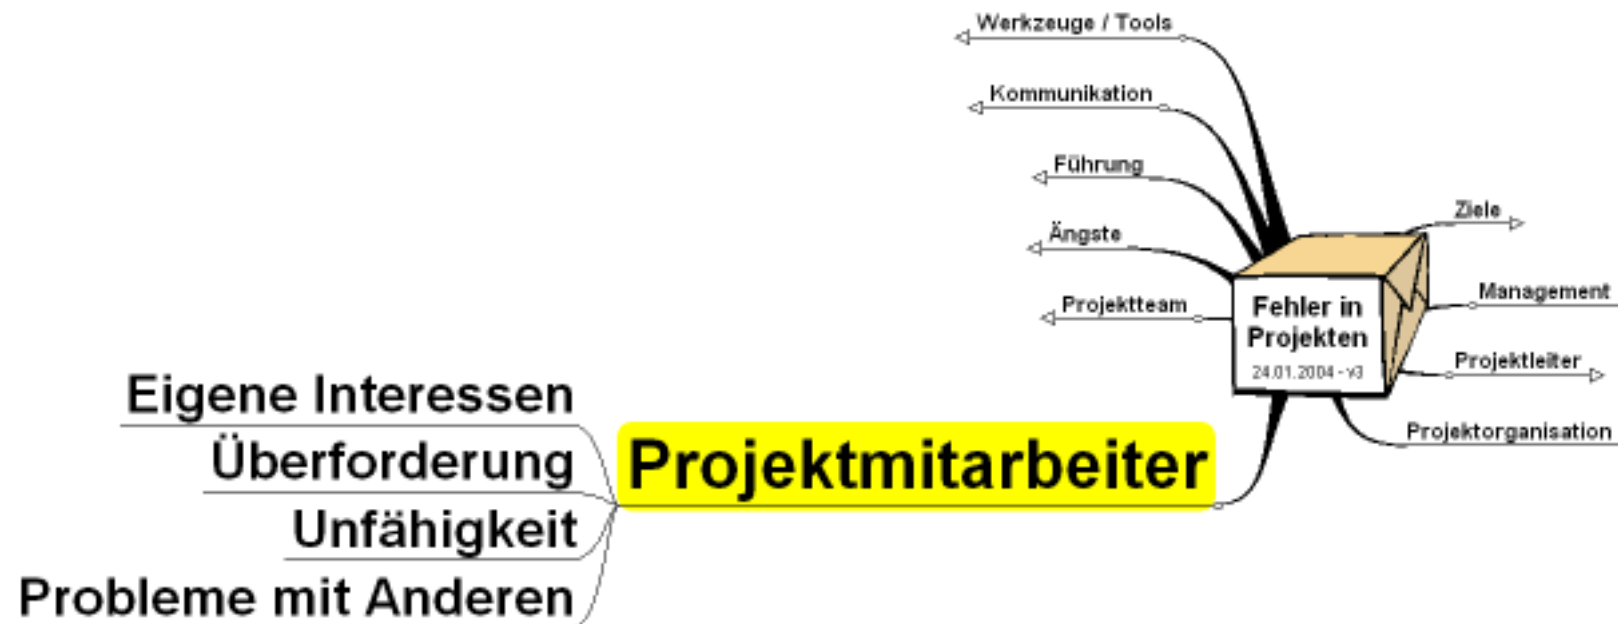 Werkzeuge / Tools
Kommunikation
Führung
Ängste
Projektteam
Ziele
Management
Projektleiter
Projektorganisation
Fehler in
Projekten
24.01.2004 - v3
Projektmitarbeiter
Eigene Interessen
Überforderung
Unfähigkeit
Probleme mit Anderen